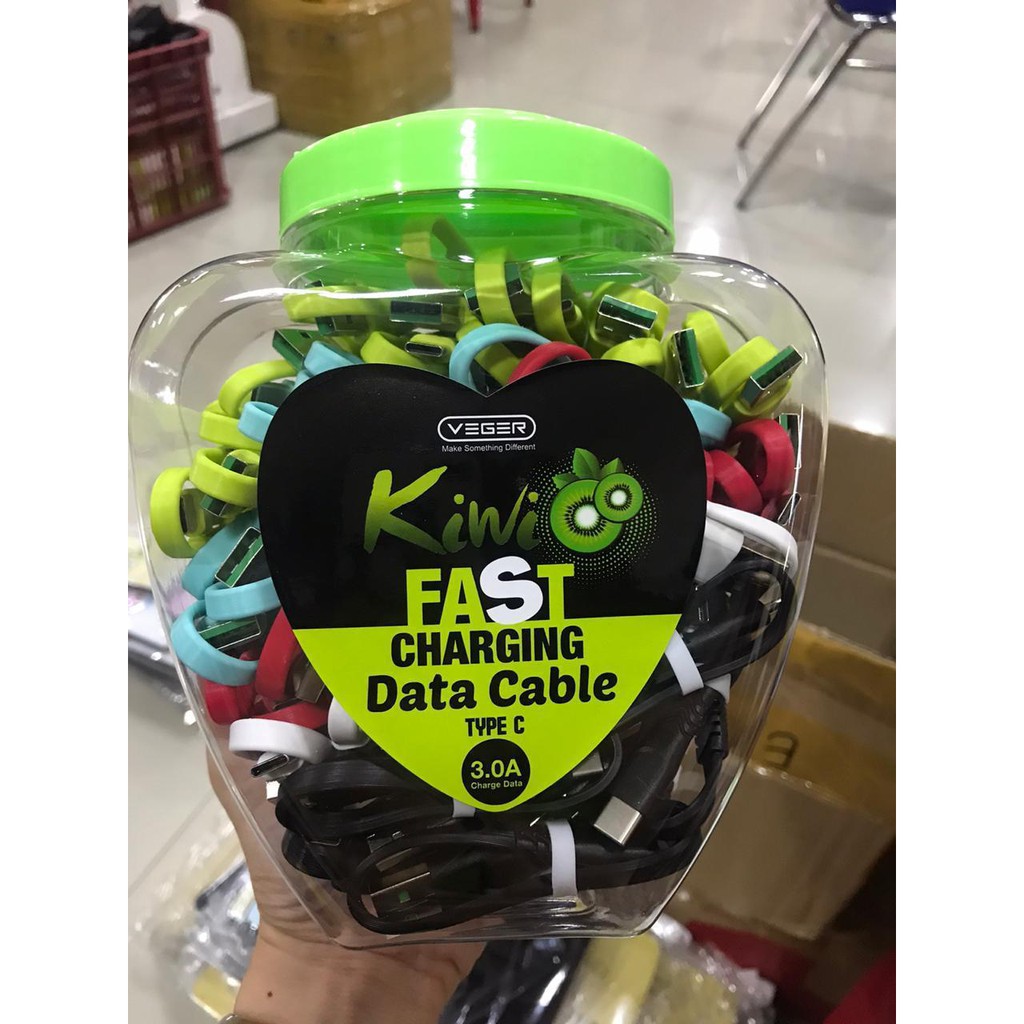 VEGER
Make Something Different
Kiwi
FAST
CHARGING
Data Cable
TYPE C
3.0A
Charge Data